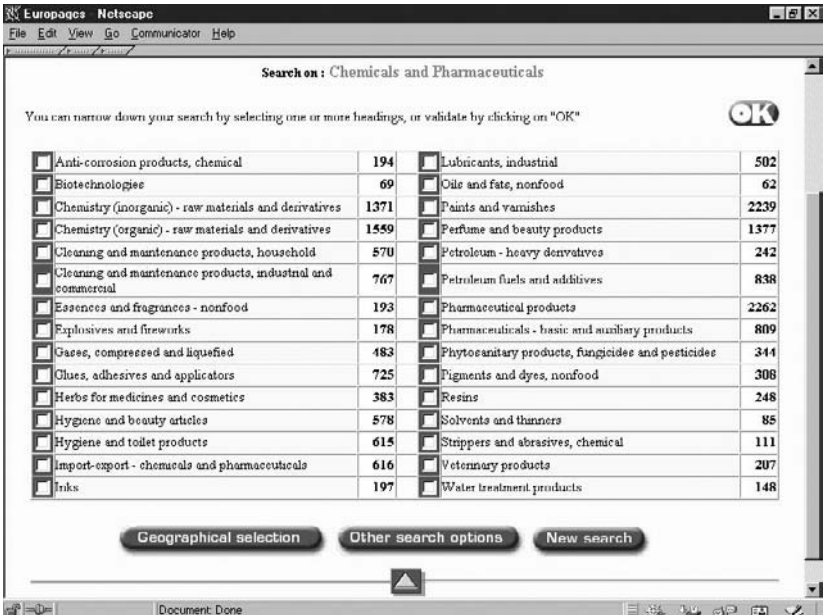 Europages - Netscape
File Edit View Go Communicator Help
Search on : Chemicals and Pharmaceuticals
You can narrow down your search by selecting one or more headings, or validate by clicking on "OK"
OK
Anti-corrosion products, chemical 194 Lubricants, industrial 502
Biotechnologies 69 Oils and fats, nonfood 62
Chemistry (inorganic) - raw materials and derivatives 1371 Paints and varnishes 2239
Chemistry (organic) - raw materials and derivatives 1559 Perfume and beauty products 1377
Cleaning and maintenance products, household 570 Petroleum - heavy derivatives 242
Cleaning and maintenance products, industrial and
commercial 767 Petroleum fuels and additives 838
Essences and fragrances - nonfood 193 Pharmaceutical products 2262
Explosives and fireworks 178 Pharmaceuticals - basic and auxiliary products 809
Gases, compressed and liquefied 483 Phytosanitary products, fungicides and pesticides 344
Glues, adhesives and applicators 725 Pigments and dyes, nonfood 308
Herbs for medicines and cosmetics 383 Resins 248
Hygiene and beauty articles 578 Solvents and thinners 85
Hygiene and toilet products 615 Strippers and abrasives, chemical 111
Import-export - chemicals and pharmaceuticals 616 Veterinary products 207
Inks 197 Water treatment products 148
Geographical selection Other search options New search
Document: Done